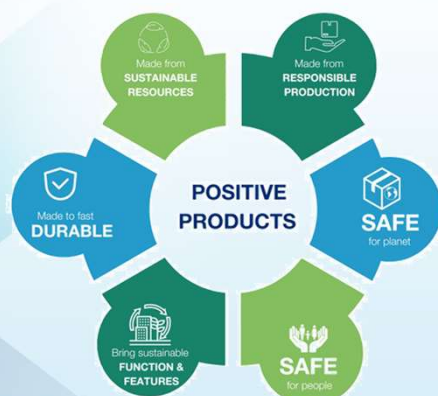 Made from
SUSTAINABLE
RESOURCES
Made from
RESPONSIBLE
PRODUCTION
Made to fast
DURABLE
POSITIVE
PRODUCTS
SAFE
for planet
Bring sustainable
FUNCTION &
FEATURES
SAFE
for people